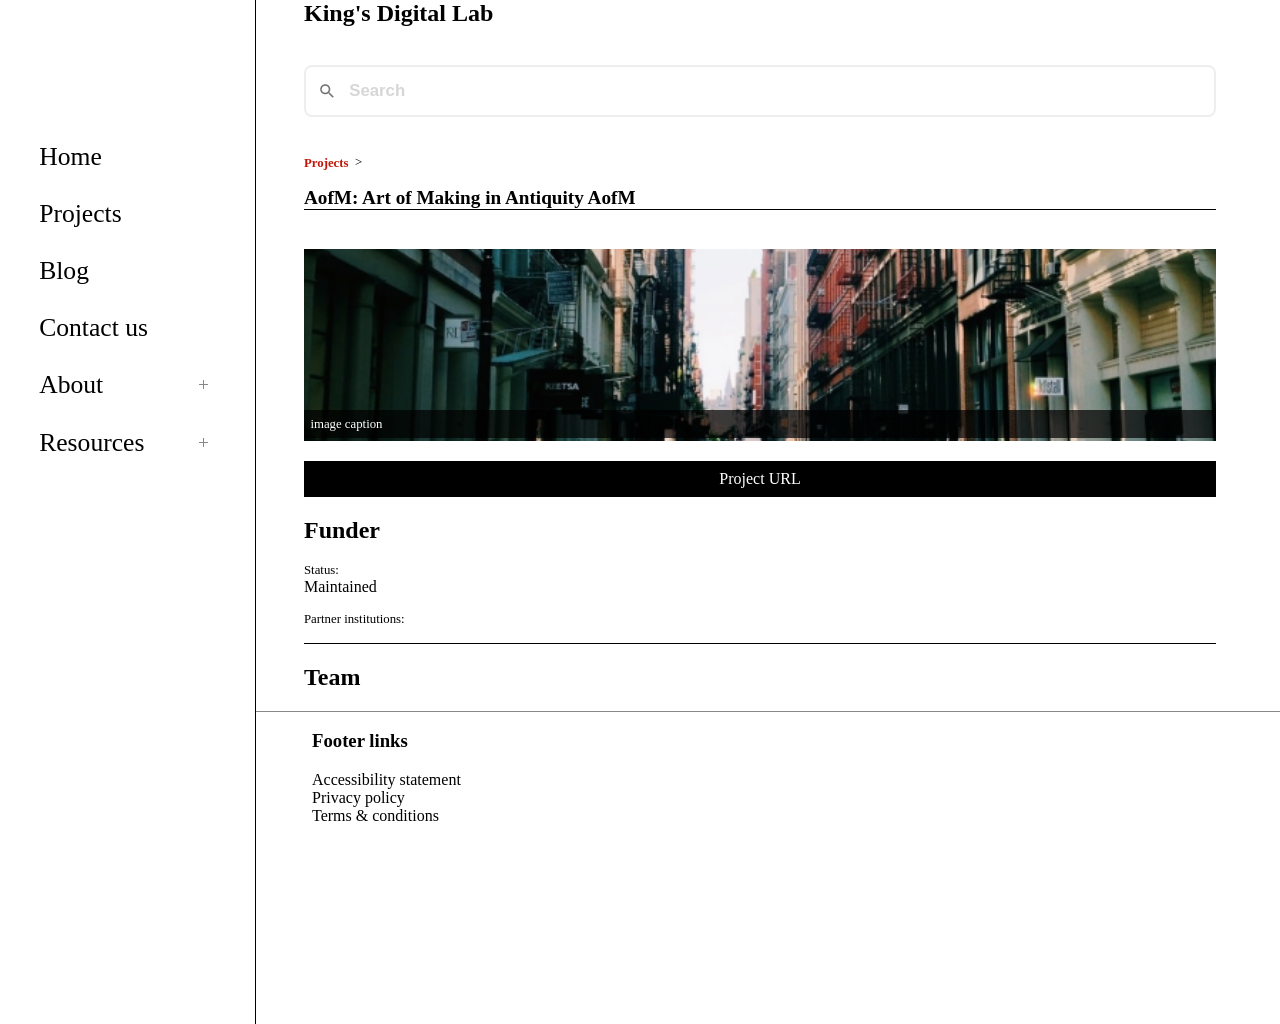 King's Digital Lab
Search
Home
Projects
Blog
Contact us
About
Resources
Projects >
AofM: Art of Making in Antiquity AofM
KEETSA
image caption
Project URL
Funder
Status:
Maintained
Partner institutions:
Team
Footer links
Accessibility statement
Privacy policy
Terms & conditions